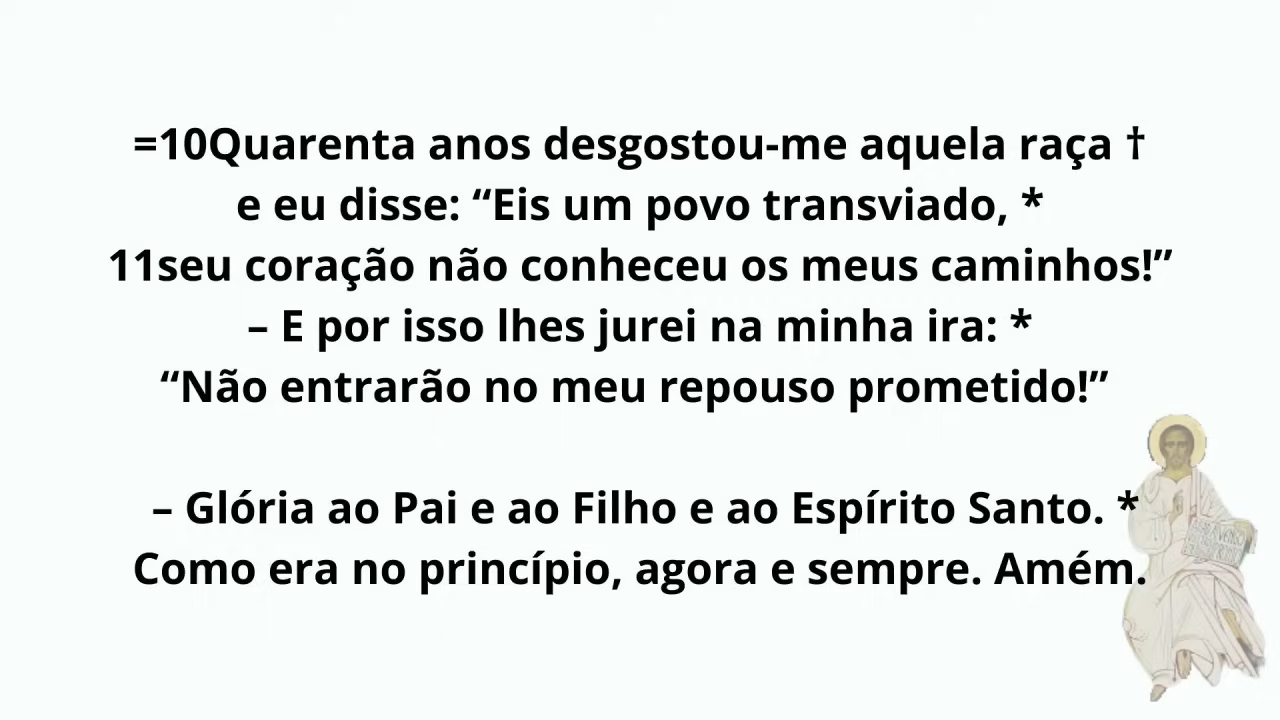 =10Quarenta anos desgostou-me aquela raça †
e eu disse: “Eis um povo transviado, *
11seu coração não conheceu os meus caminhos!”
– E por isso lhes jurei na minha ira: *
“Não entrarão no meu repouso prometido!”
– Glória ao Pai e ao Filho e ao Espírito Santo. *
Como era no princípio, agora e sempre. Amém.